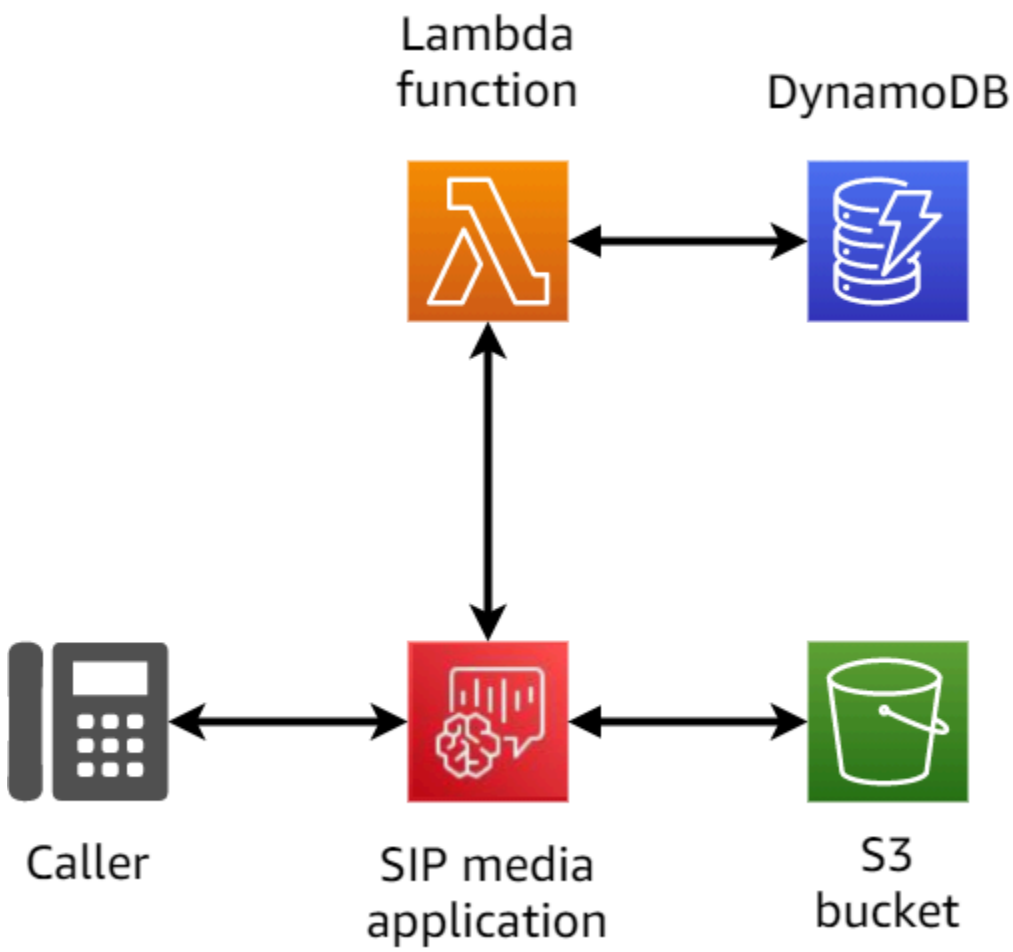 Lambda
function
DynamoDB
Caller
SIP media
application
S3
bucket